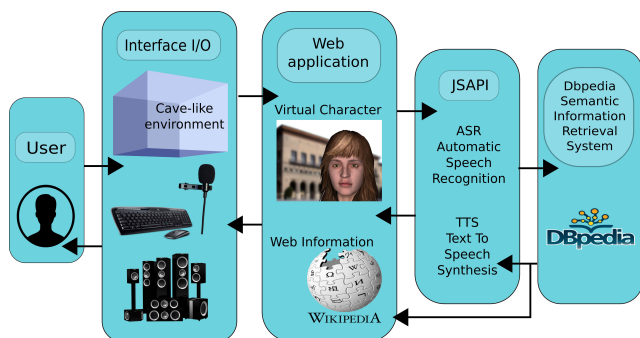 User
Interface I/O
Cave-like
environment
Web
application
Virtual Character
Web Information
WIKIPEDIA
JSAPI
ASR
Automatic
Speech
Recognition
TTS
Text To
Speech
Synthesis
Dbpedia
Semantic
Information
Retrieval
System
DBpedia